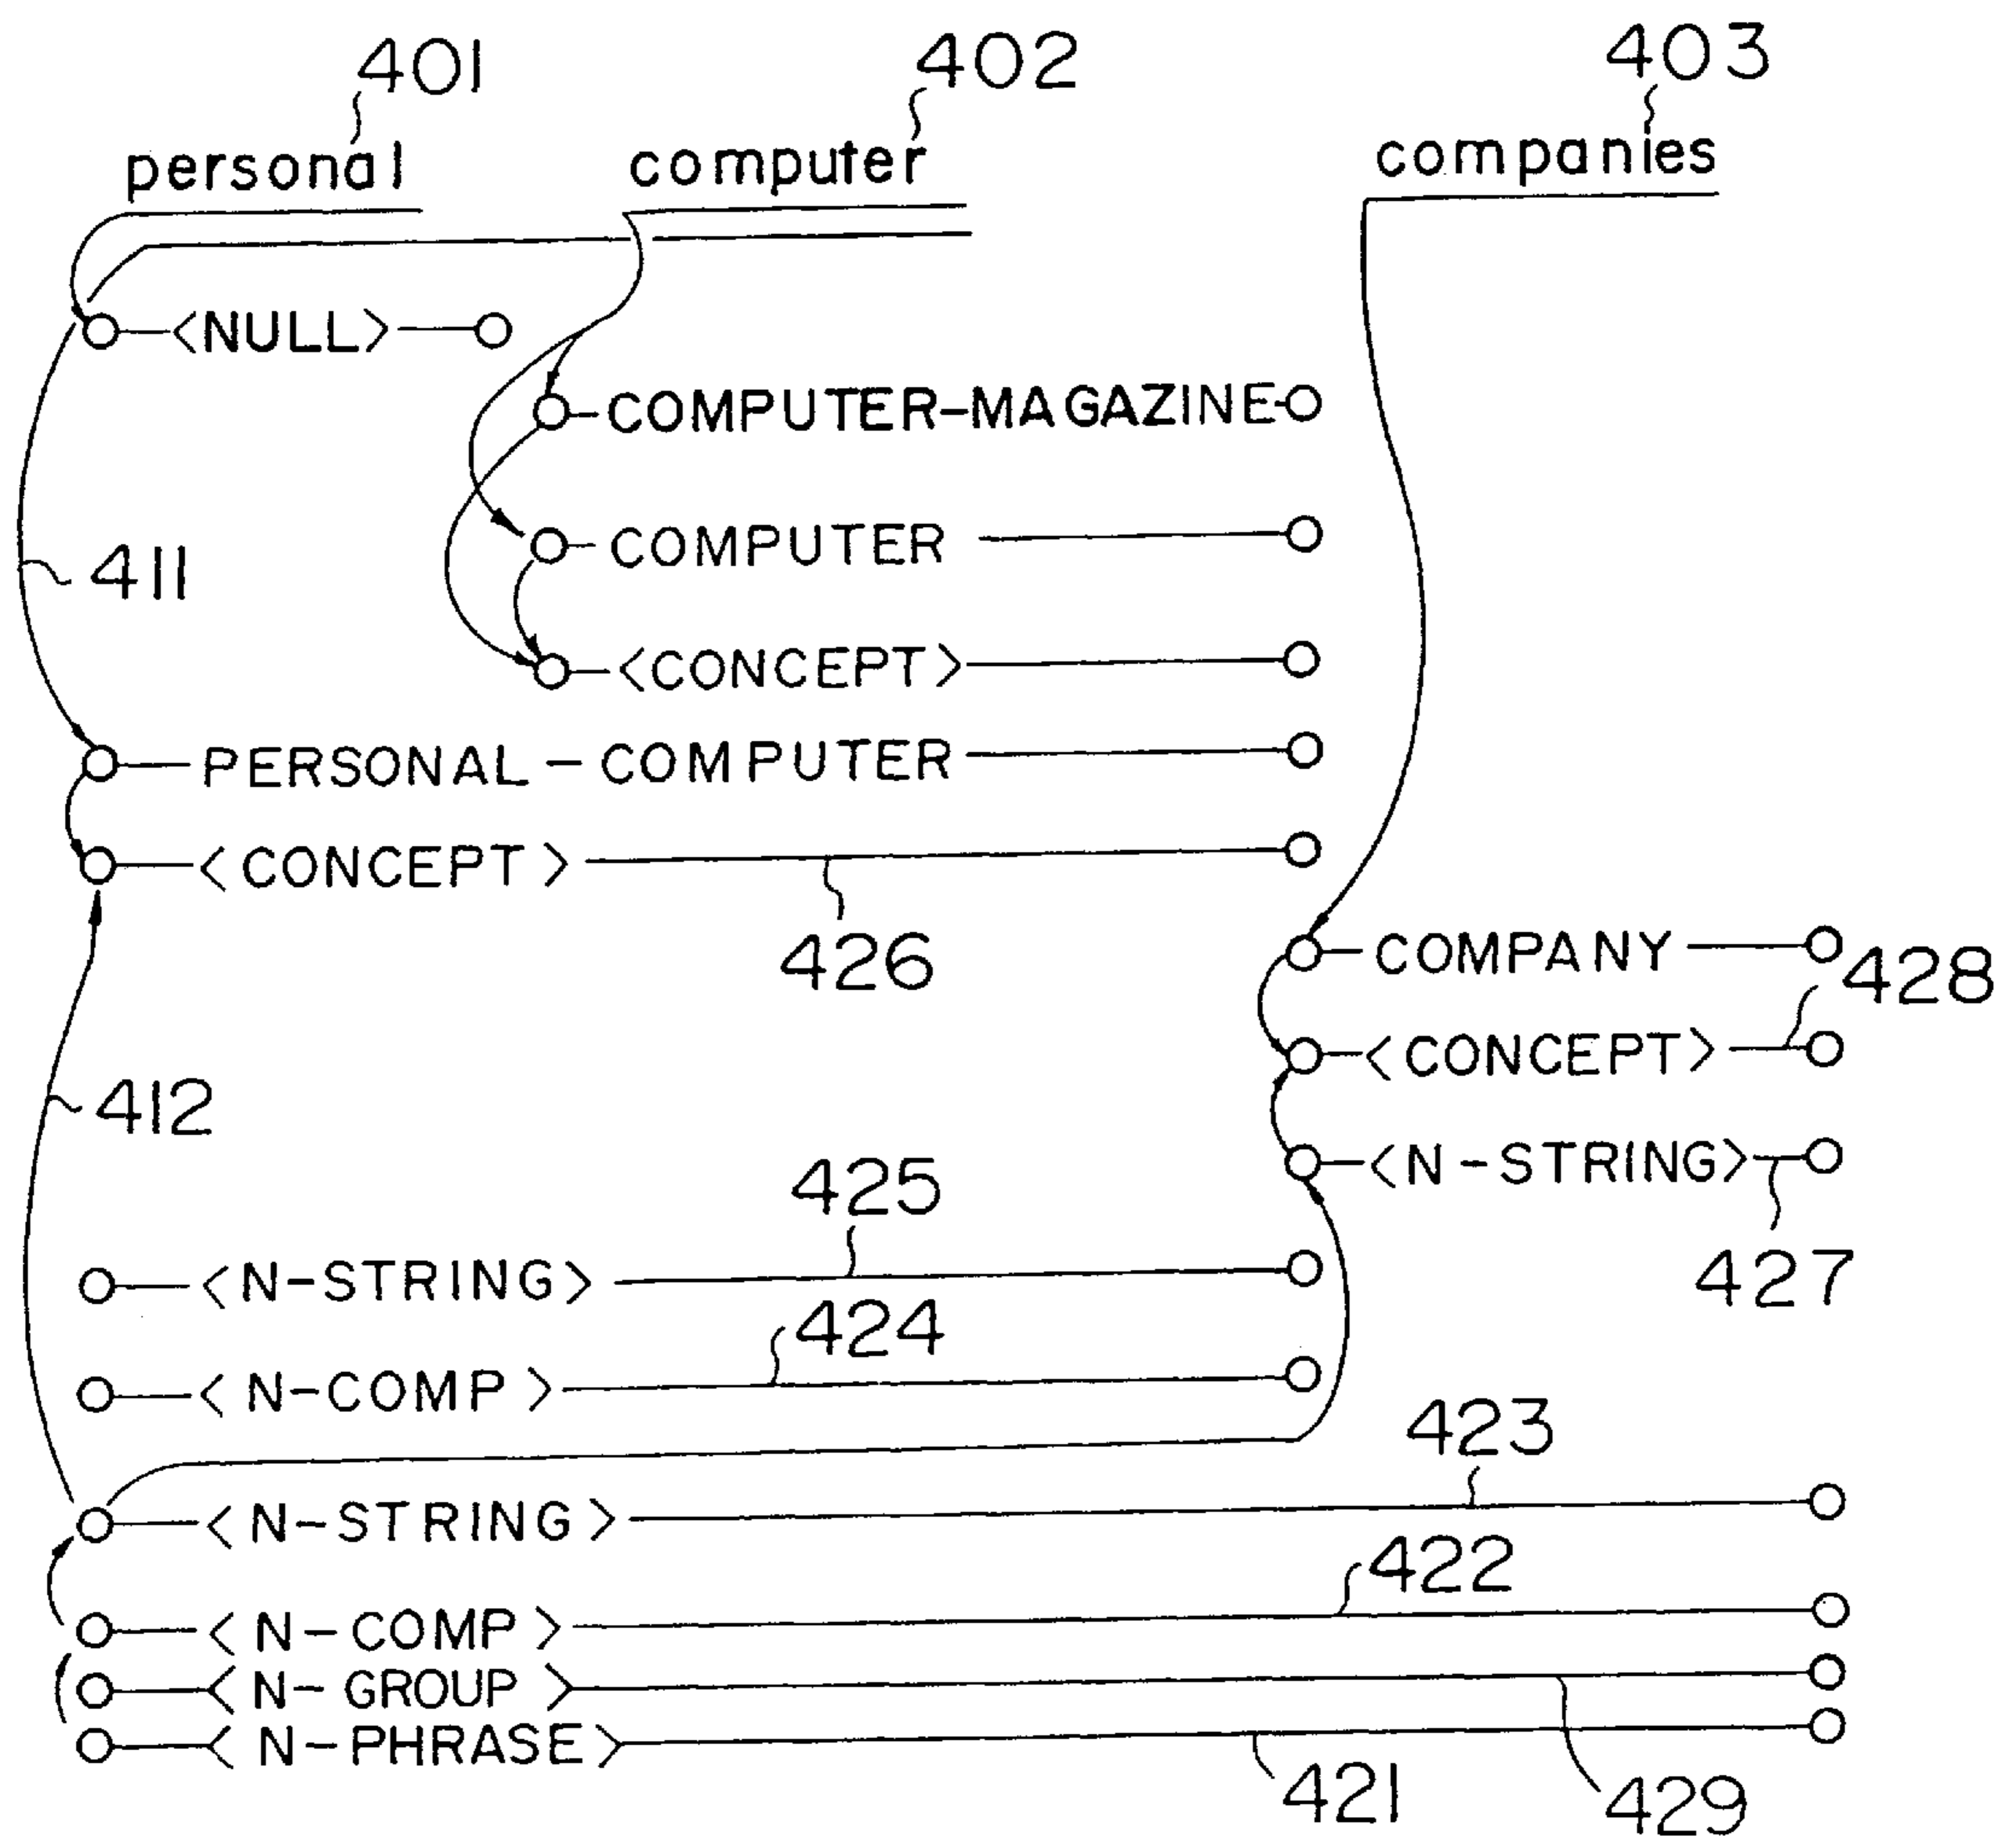 401 402 403
personal computer companies
<NULL>
COMPUTER-MAGAZINE
COMPUTER
411
<CONCEPT>
PERSONAL-COMPUTER
<CONCEPT>
426
COMPANY
428
<CONCEPT>
412
<N-STRING>
425
427
<N-STRING>
424
<N-COMP>
423
<N-STRING>
422
<N-COMP>
<N-GROUP>
<N-PHRASE>
421
429